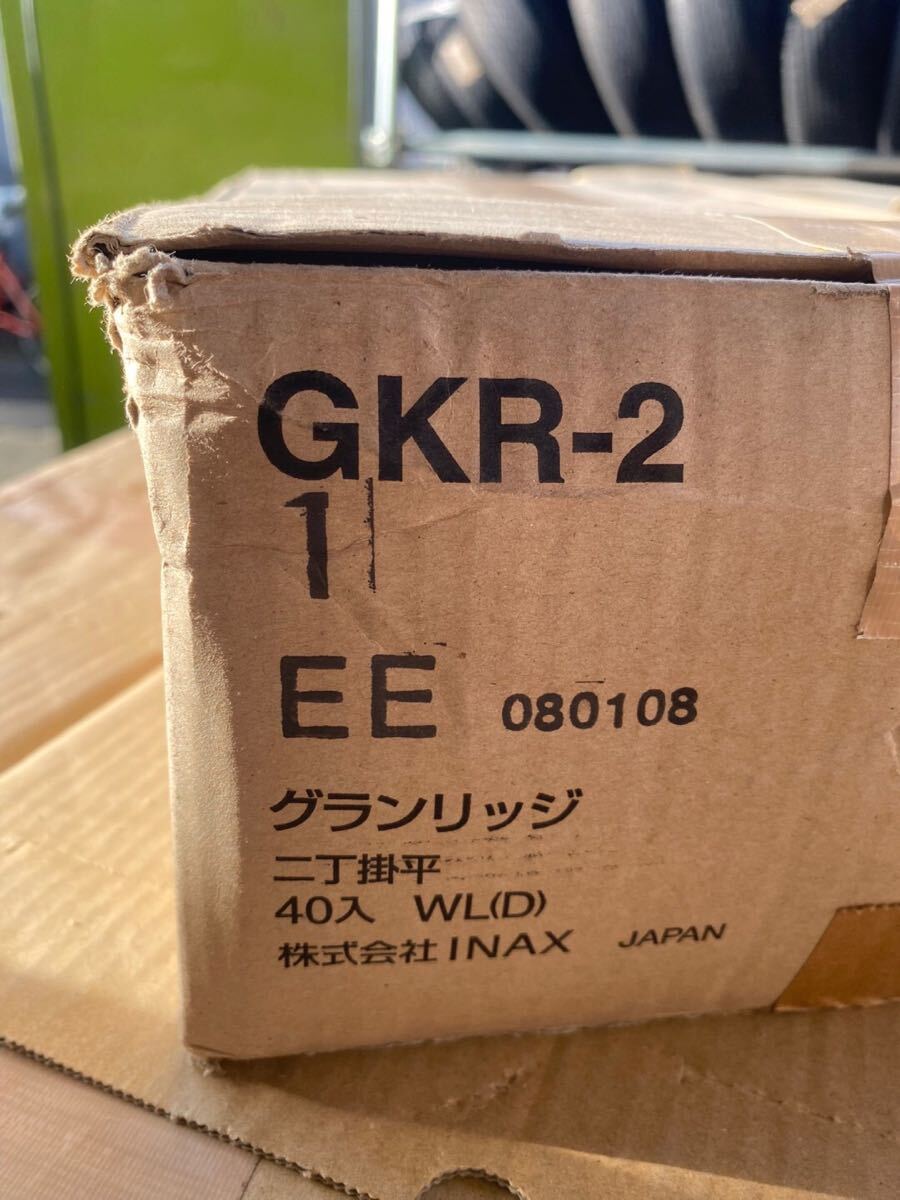 GKR-2
1
EE 080108
グランリッジ
二丁掛平
40入 WL(D)
株式会社INAX JAPAN